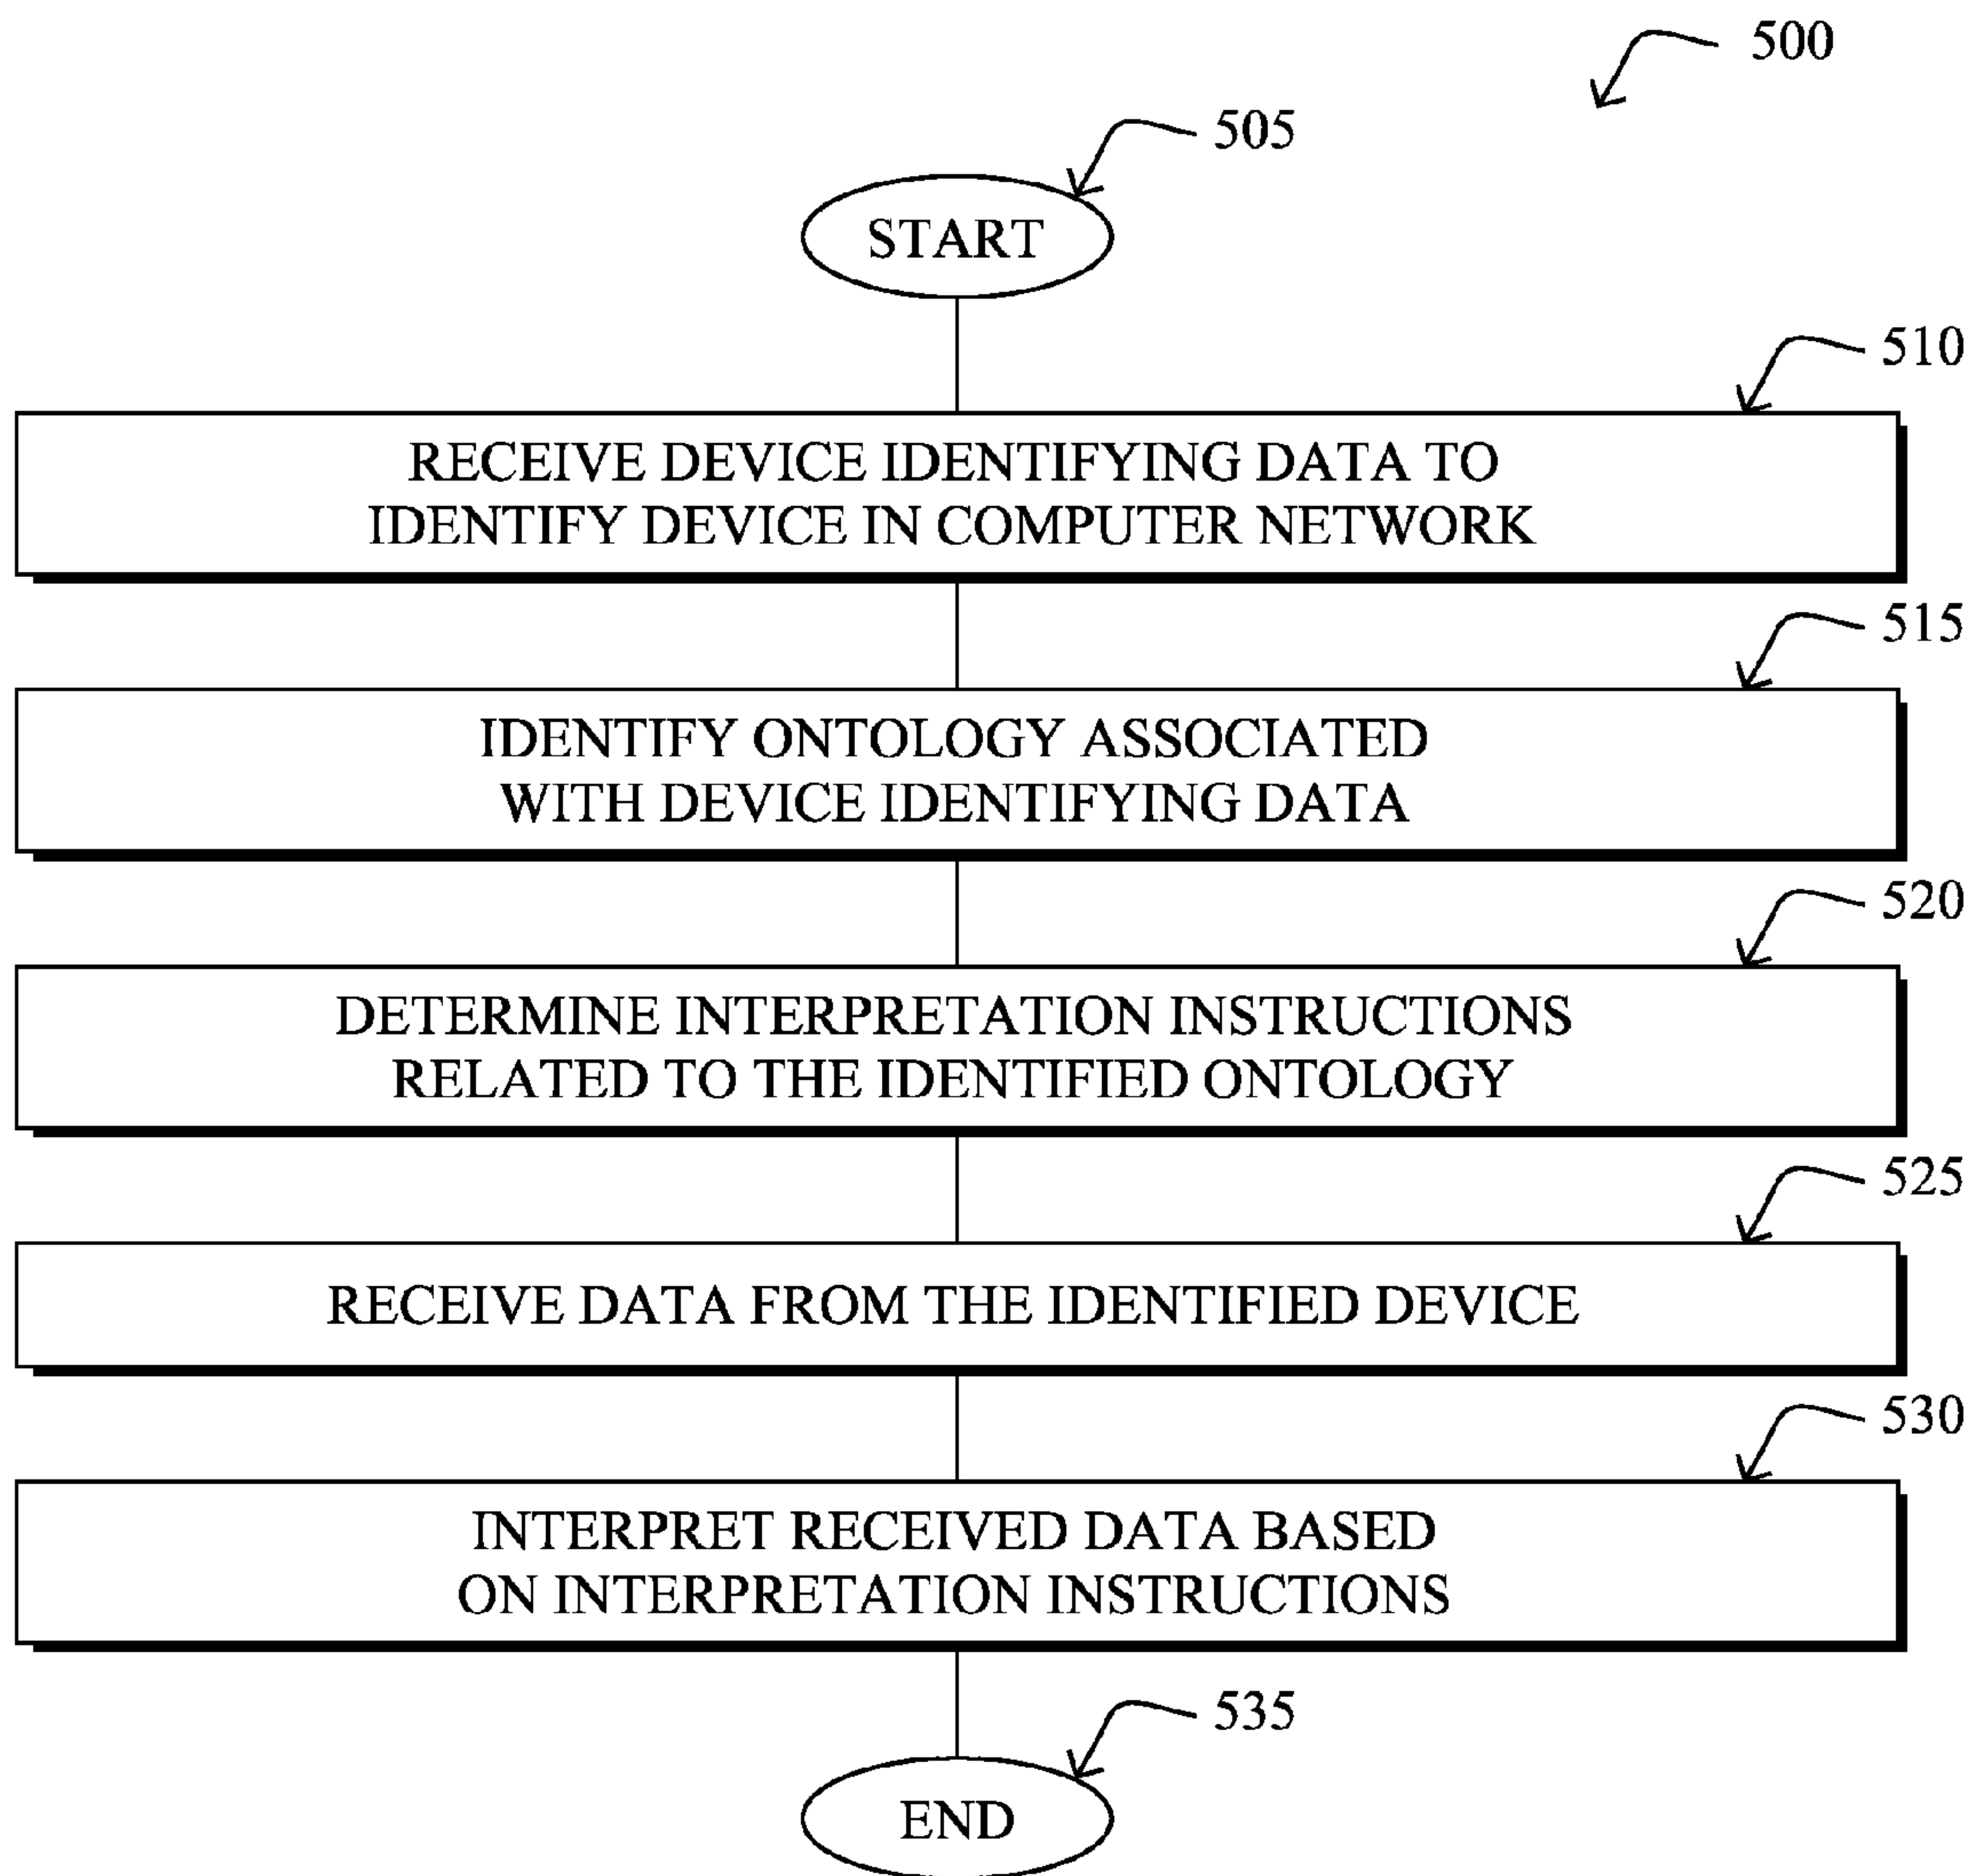 500
505
START
510
RECEIVE DEVICE IDENTIFYING DATA TO
IDENTIFY DEVICE IN COMPUTER NETWORK
515
IDENTIFY ONTOLOGY ASSOCIATED
WITH DEVICE IDENTIFYING DATA
520
DETERMINE INTERPRETATION INSTRUCTIONS
RELATED TO THE IDENTIFIED ONTOLOGY
525
RECEIVE DATA FROM THE IDENTIFIED DEVICE
530
INTERPRET RECEIVED DATA BASED
ON INTERPRETATION INSTRUCTIONS
535
END